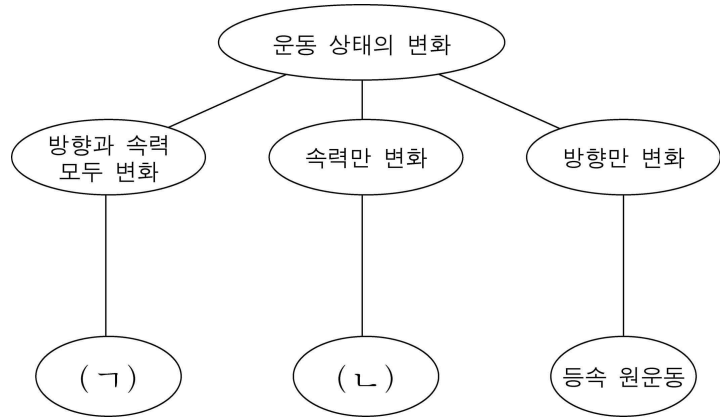 운동 상태의 변화
방향과 속력
모두 변화
속력만 변화
방향만 변화
(ㄱ)
(ㄴ)
등속 원운동